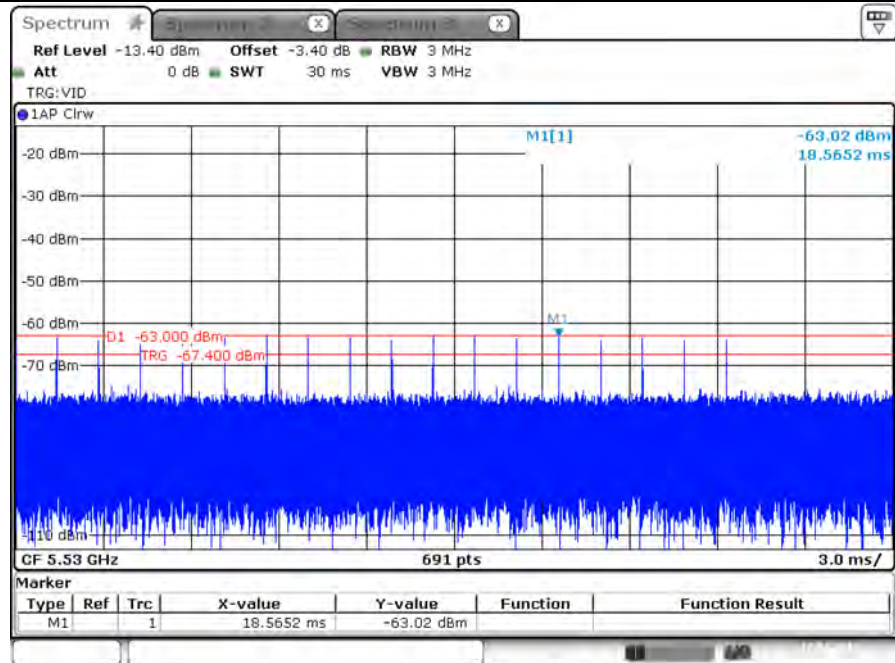 Spectrum
Ref Level -13.40 dBm Offset -3.40 dB RBW 3 MHz
Att 0 dB SWT 30 ms VBW 3 MHz
TRG:VID
1AP Clrw
M1[1] -63.02 dBm
18.5652 ms
-20 dBm
-30 dBm
-40 dBm
-50 dBm
-60 dBm
M1
D1 -63.000 dBm
TRG -67.400 dBm
-70 dBm
-110 dBm
CF 5.53 GHz 691 pts 3.0 ms/
Marker
Type Ref Trc X-value Y-value Function Function Result
M1 1 18.5652 ms -63.02 dBm